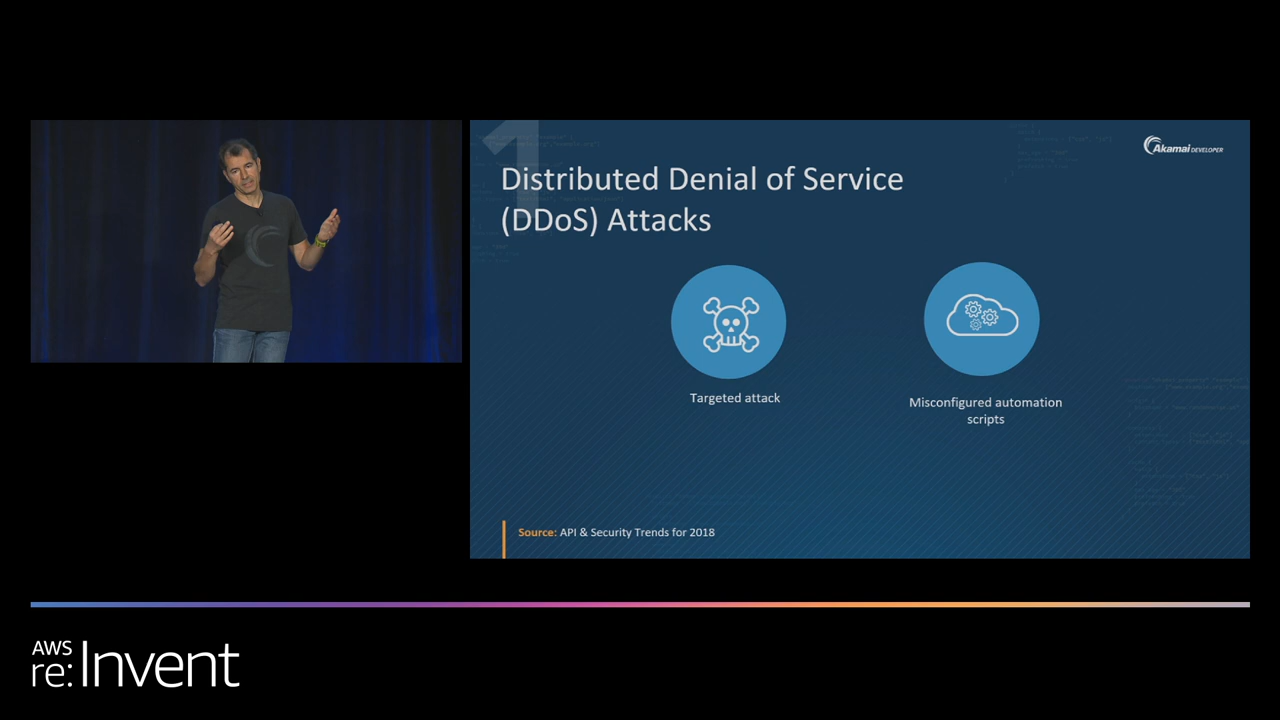 1
Akamai DEVELOPER
Distributed Denial of Service
(DDoS) Attacks
Targeted attack
Misconfigured automation
scripts
Source: API & Security Trends for 2018
AWS
re:Invent